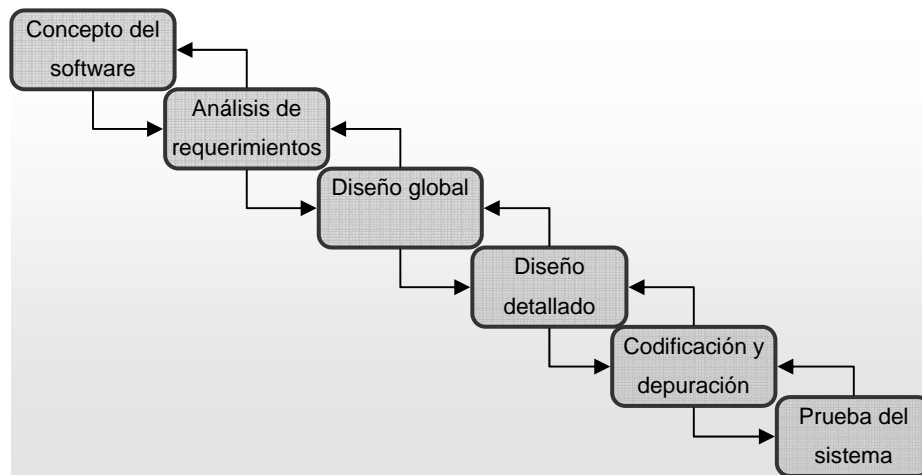 Concepto del
software
Análisis de
requerimientos
Diseño global
Diseño
detallado
Codificación y
depuración
Prueba del
sistema